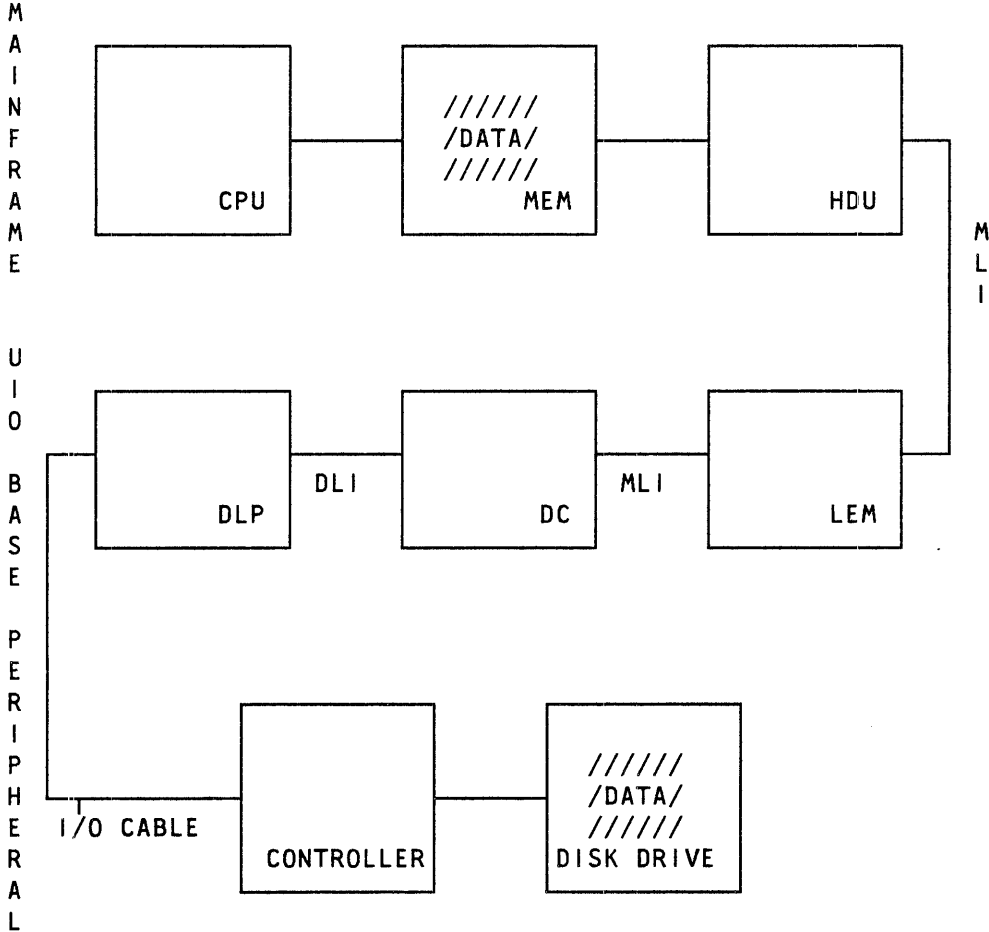 MAINFRAME
//////
/DATA/
//////
CPU
MEM
HDU
MLI
UIO BASE
DLI
MLI
DLP
DC
LEM
PERIPHERAL
//////
/DATA/
//////
I/O CABLE
CONTROLLER
DISK DRIVE